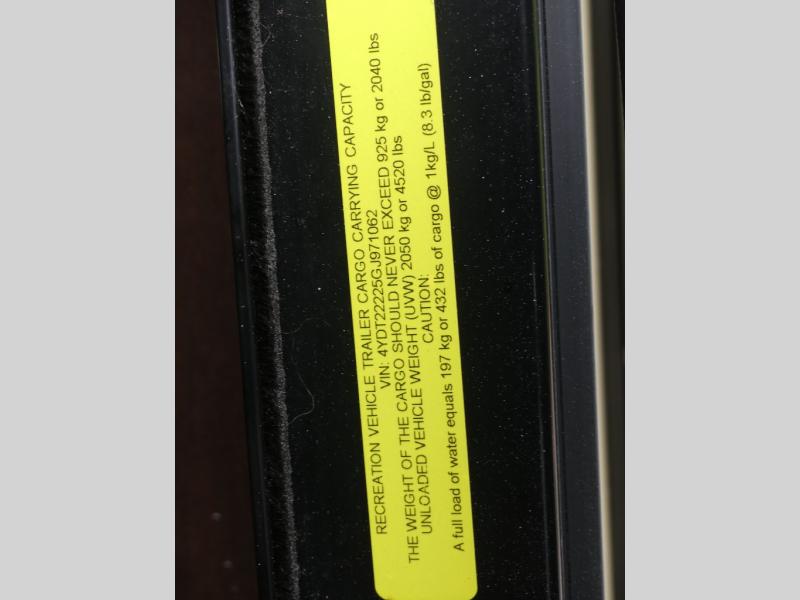 RECREATION VEHICLE TRAILER CARGO CARRYING CAPACITY
VIN: 4YDT22225GJ971062
THE WEIGHT OF THE CARGO SHOULD NEVER EXCEED 925 kg or 2040 lbs
UNLOADED VEHICLE WEIGHT (UVW) 2050 kg or 4520 lbs
CAUTION:
A full load of water equals 197 kg or 432 lbs of cargo @ 1kg/L (8.3 lb/gal)